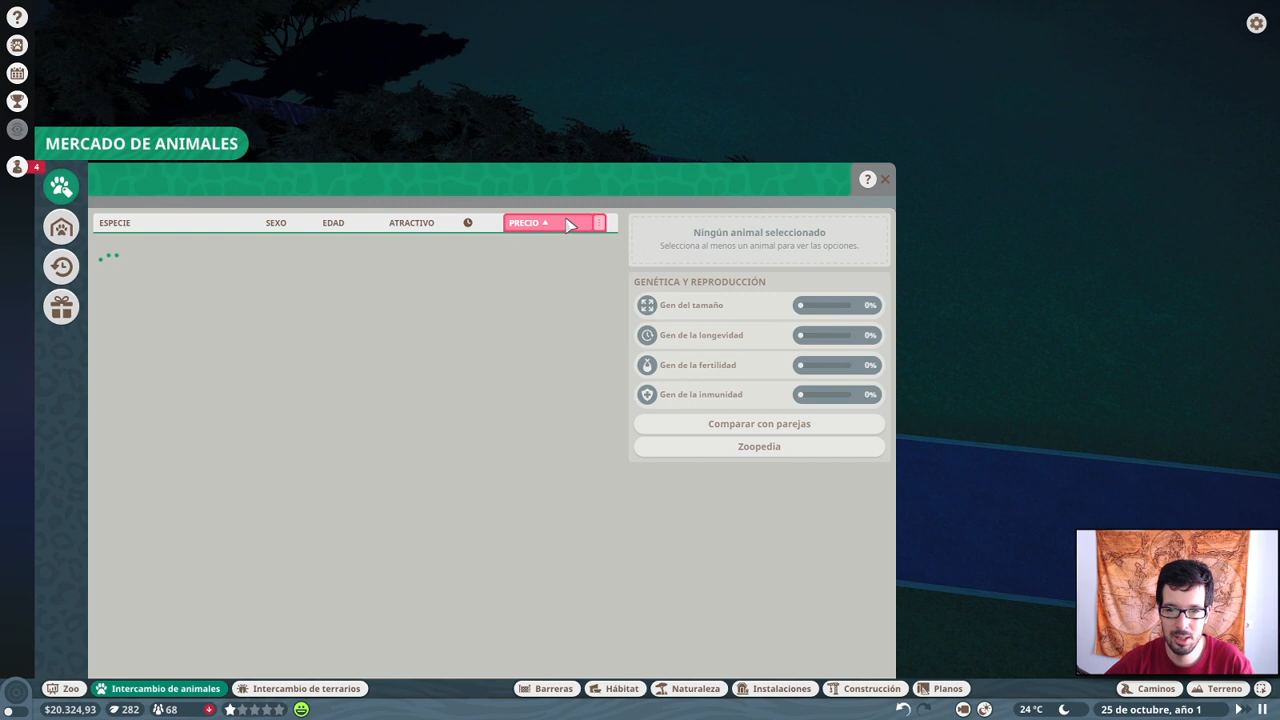 MERCADO DE ANIMALES
4
ESPECIE SEXO EDAD ATRACTIVO PRECIO
Ningún animal seleccionado
Selecciona al menos un animal para ver las opciones.
GENÉTICA Y REPRODUCCIÓN
Gen del tamaño 0%
Gen de la longevidad 0%
Gen de la fertilidad 0%
Gen de la inmunidad 0%
Comparar con parejas
Zoopedia
Zoo Intercambio de animales Intercambio de terrarios Barreras Hábitat Naturaleza Instalaciones Construcción Planos Caminos Terreno
$20.324,93 282 68 24 °C 25 de octubre, año 1